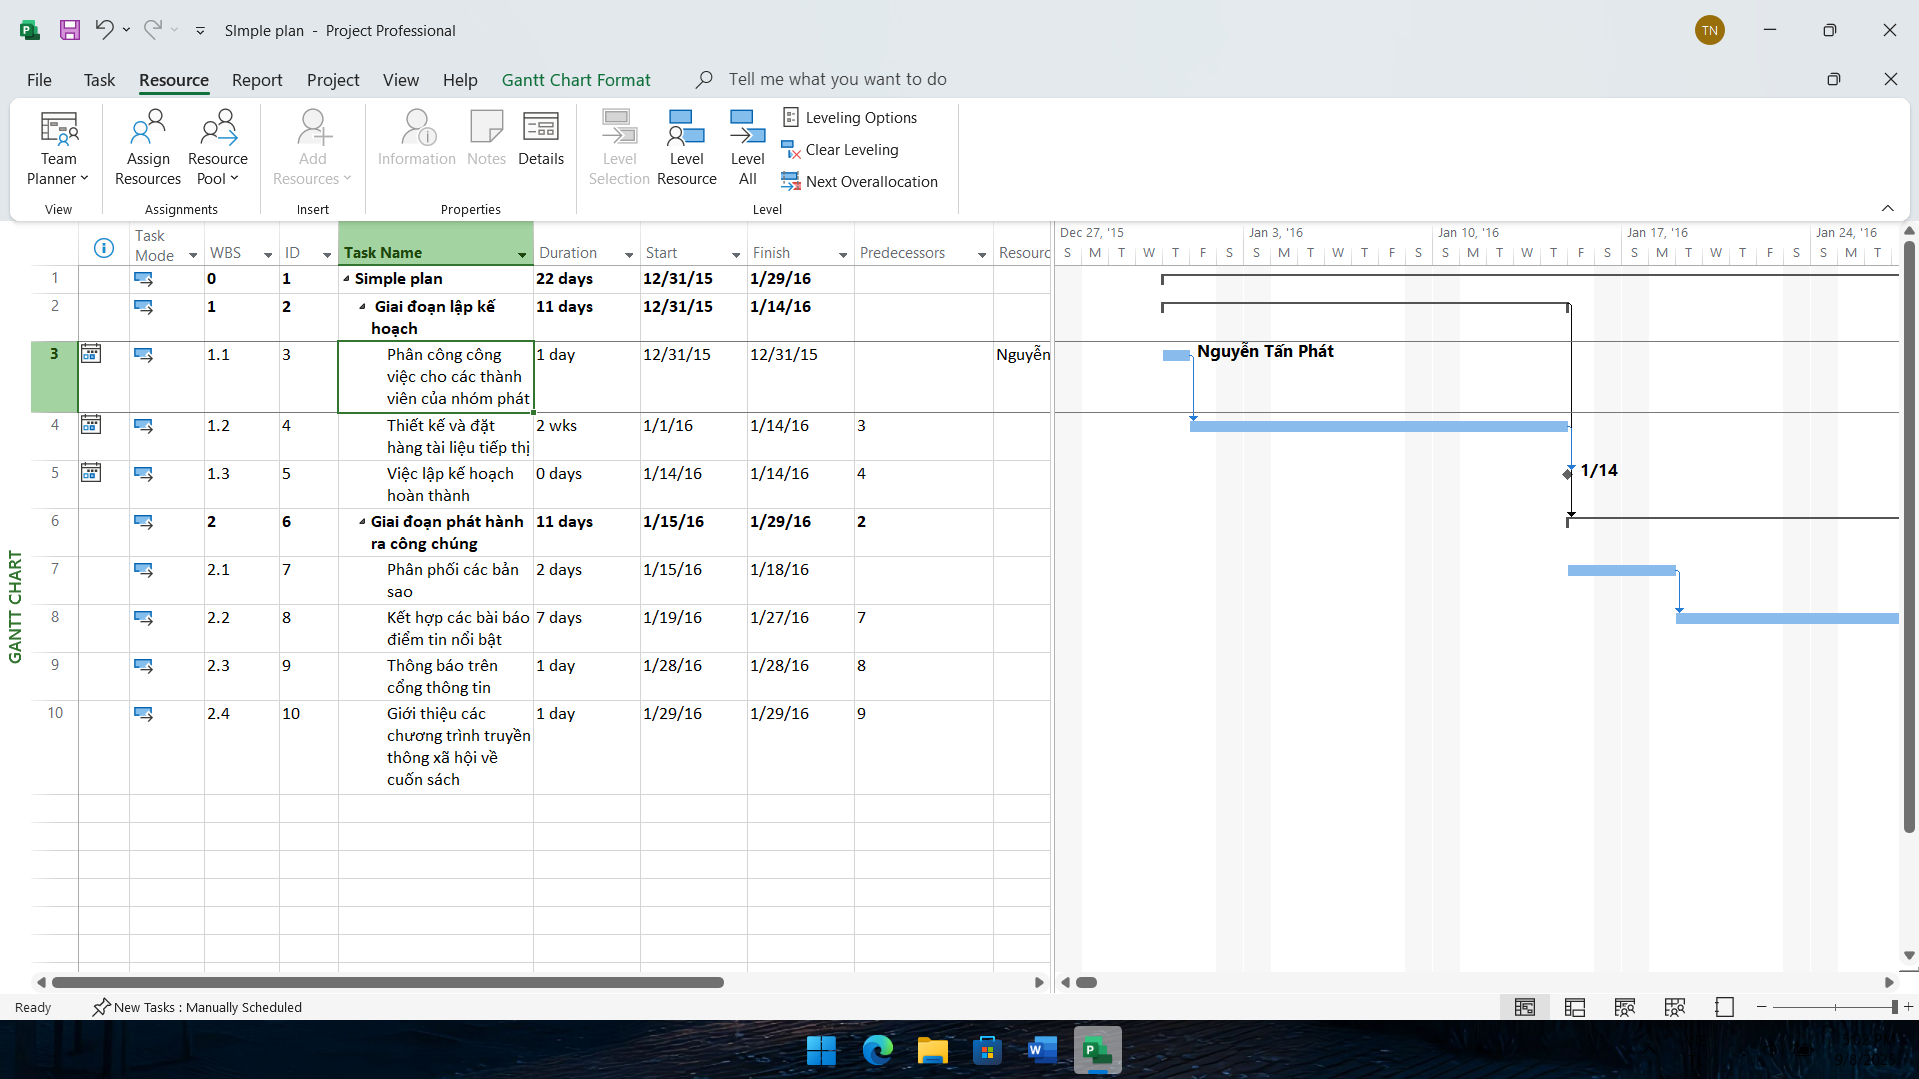 SImple plan - Project Professional
TN
File Task Resource Report Project View Help Gantt Chart Format Tell me what you want to do
Team Planner
Assign Resources
Resource Pool
Add Resources
Information
Notes
Details
Level Selection
Level Resource
Level All
Leveling Options
Clear Leveling
Next Overallocation
View Assignments Insert Properties Level
Task Mode WBS ID Task Name Duration Start Finish Predecessors Resourc
Dec 27, '15 Jan 3, '16 Jan 10, '16 Jan 17, '16 Jan 24, '16
S M T W T F S S M T W T F S S M T W T F S S M T W T F S S M T
1 0 1 Simple plan 22 days 12/31/15 1/29/16
2 1 2 Giai đoạn lập kế hoạch 11 days 12/31/15 1/14/16
3 1.1 3 Phân công công việc cho các thành viên của nhóm phát 1 day 12/31/15 12/31/15 Nguyễn
Nguyễn Tấn Phát
4 1.2 4 Thiết kế và đặt hàng tài liệu tiếp thị 2 wks 1/1/16 1/14/16 3
5 1.3 5 Việc lập kế hoạch hoàn thành 0 days 1/14/16 1/14/16 4
1/14
6 2 6 Giai đoạn phát hành ra công chúng 11 days 1/15/16 1/29/16 2
7 2.1 7 Phân phối các bản sao 2 days 1/15/16 1/18/16
8 2.2 8 Kết hợp các bài báo điểm tin nổi bật 7 days 1/19/16 1/27/16 7
9 2.3 9 Thông báo trên cổng thông tin 1 day 1/28/16 1/28/16 8
10 2.4 10 Giới thiệu các chương trình truyền thông xã hội về cuốn sách 1 day 1/29/16 1/29/16 9
GANTT CHART
Ready New Tasks : Manually Scheduled